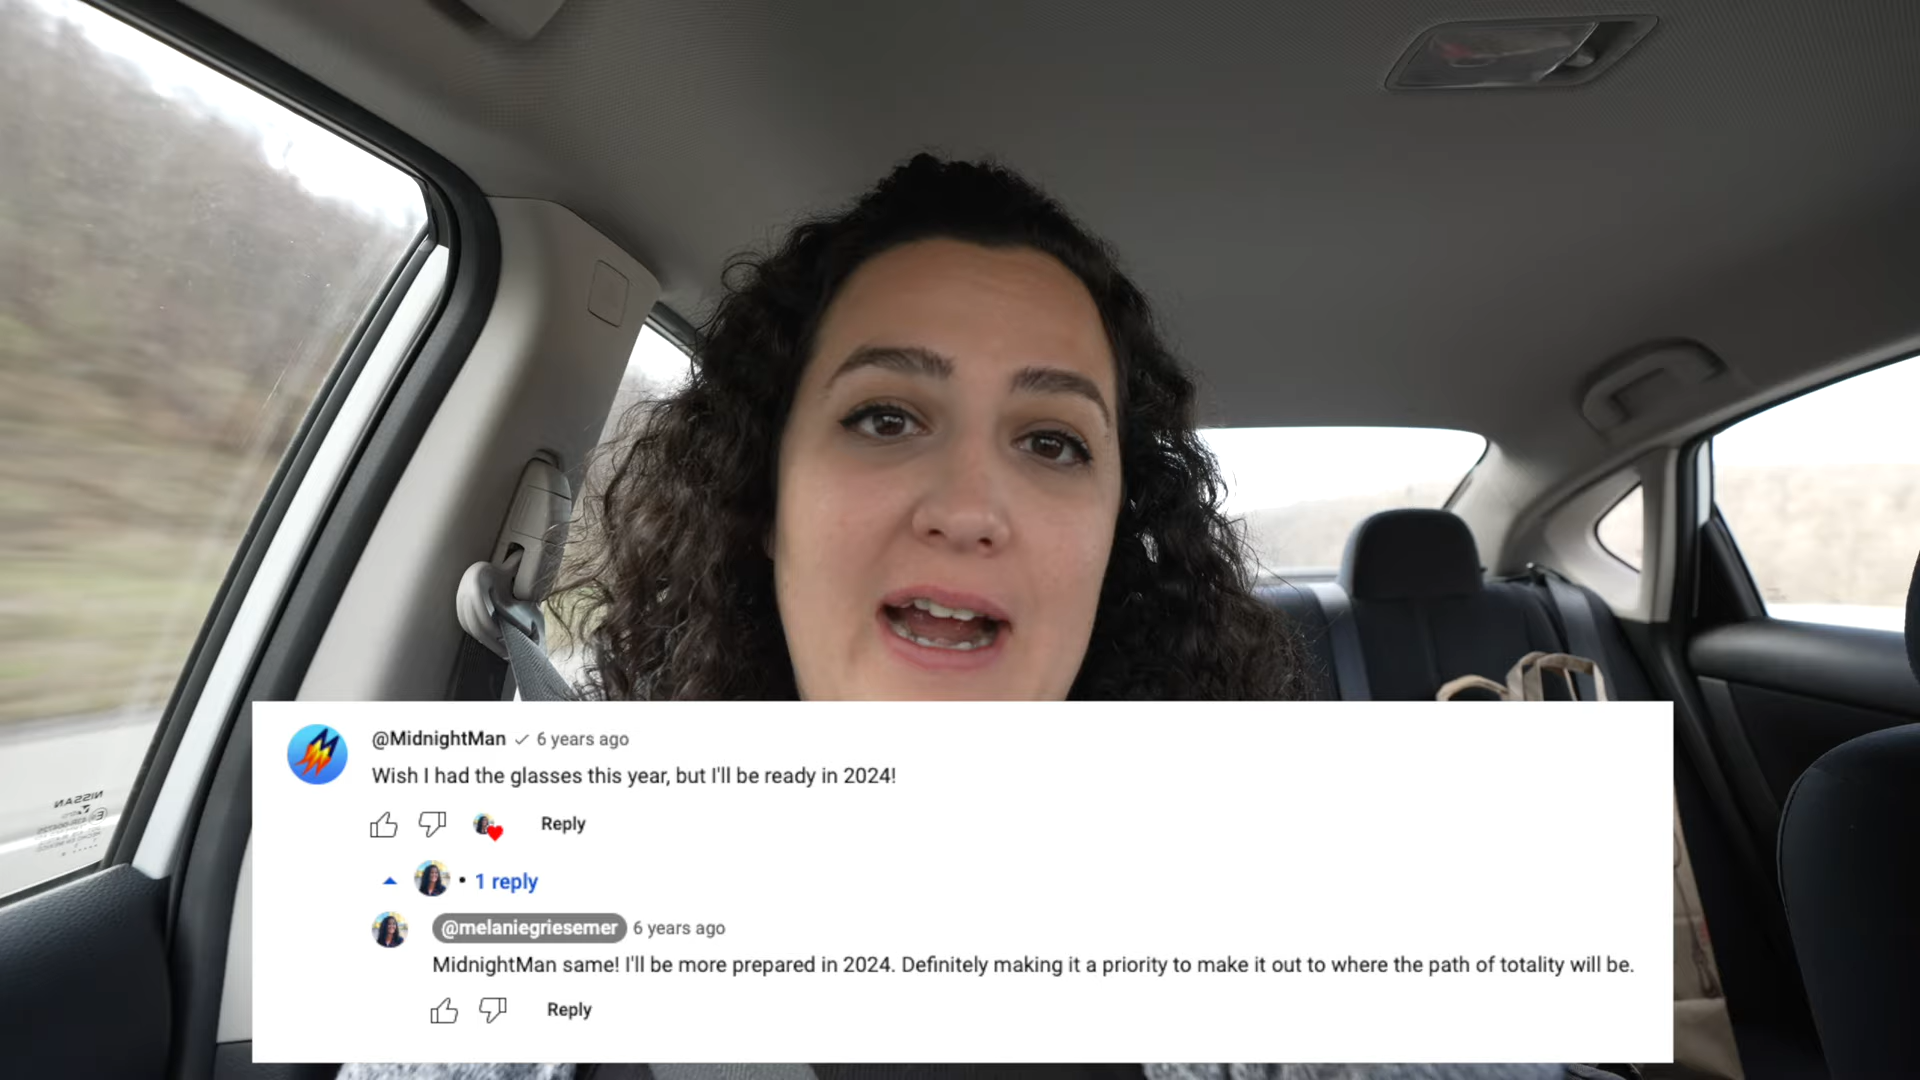 @MidnightMan 6 years ago
Wish I had the glasses this year, but I'll be ready in 2024!
Reply
• 1 reply
@melaniegriesemer 6 years ago
MidnightMan same! I'll be more prepared in 2024. Definitely making it a priority to make it out to where the path of totality will be.
Reply
NISSAN